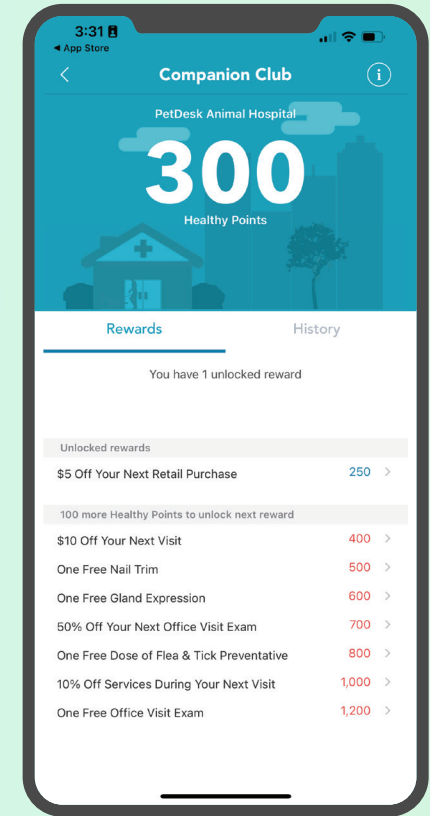 3:31
◄ App Store
Companion Club
PetDesk Animal Hospital
300
Healthy Points
Rewards
History
You have 1 unlocked reward
Unlocked rewards
$5 Off Your Next Retail Purchase 250
100 more Healthy Points to unlock next reward
$10 Off Your Next Visit 400
One Free Nail Trim 500
One Free Gland Expression 600
50% Off Your Next Office Visit Exam 700
One Free Dose of Flea & Tick Preventative 800
10% Off Services During Your Next Visit 1,000
One Free Office Visit Exam 1,200